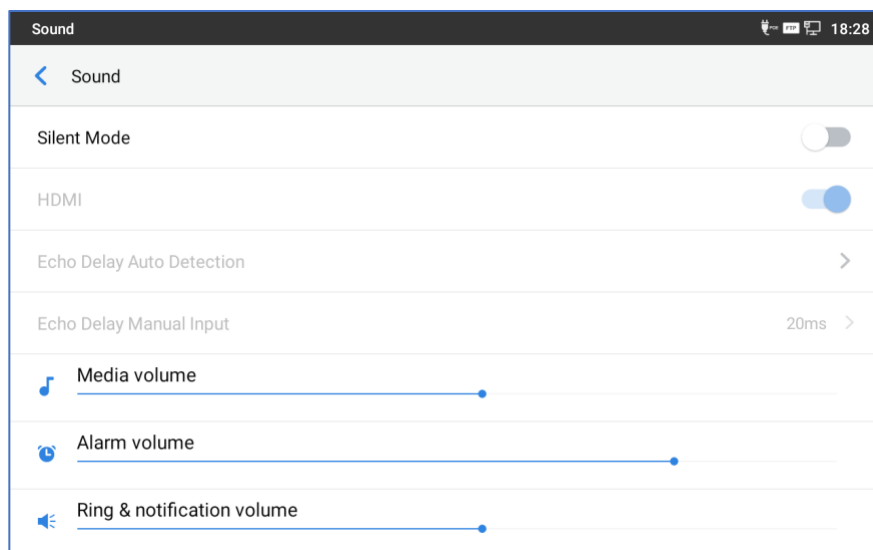 Sound
FTP 18:28
Sound
Silent Mode
HDMI
Echo Delay Auto Detection
Echo Delay Manual Input 20ms
Media volume
Alarm volume
Ring & notification volume